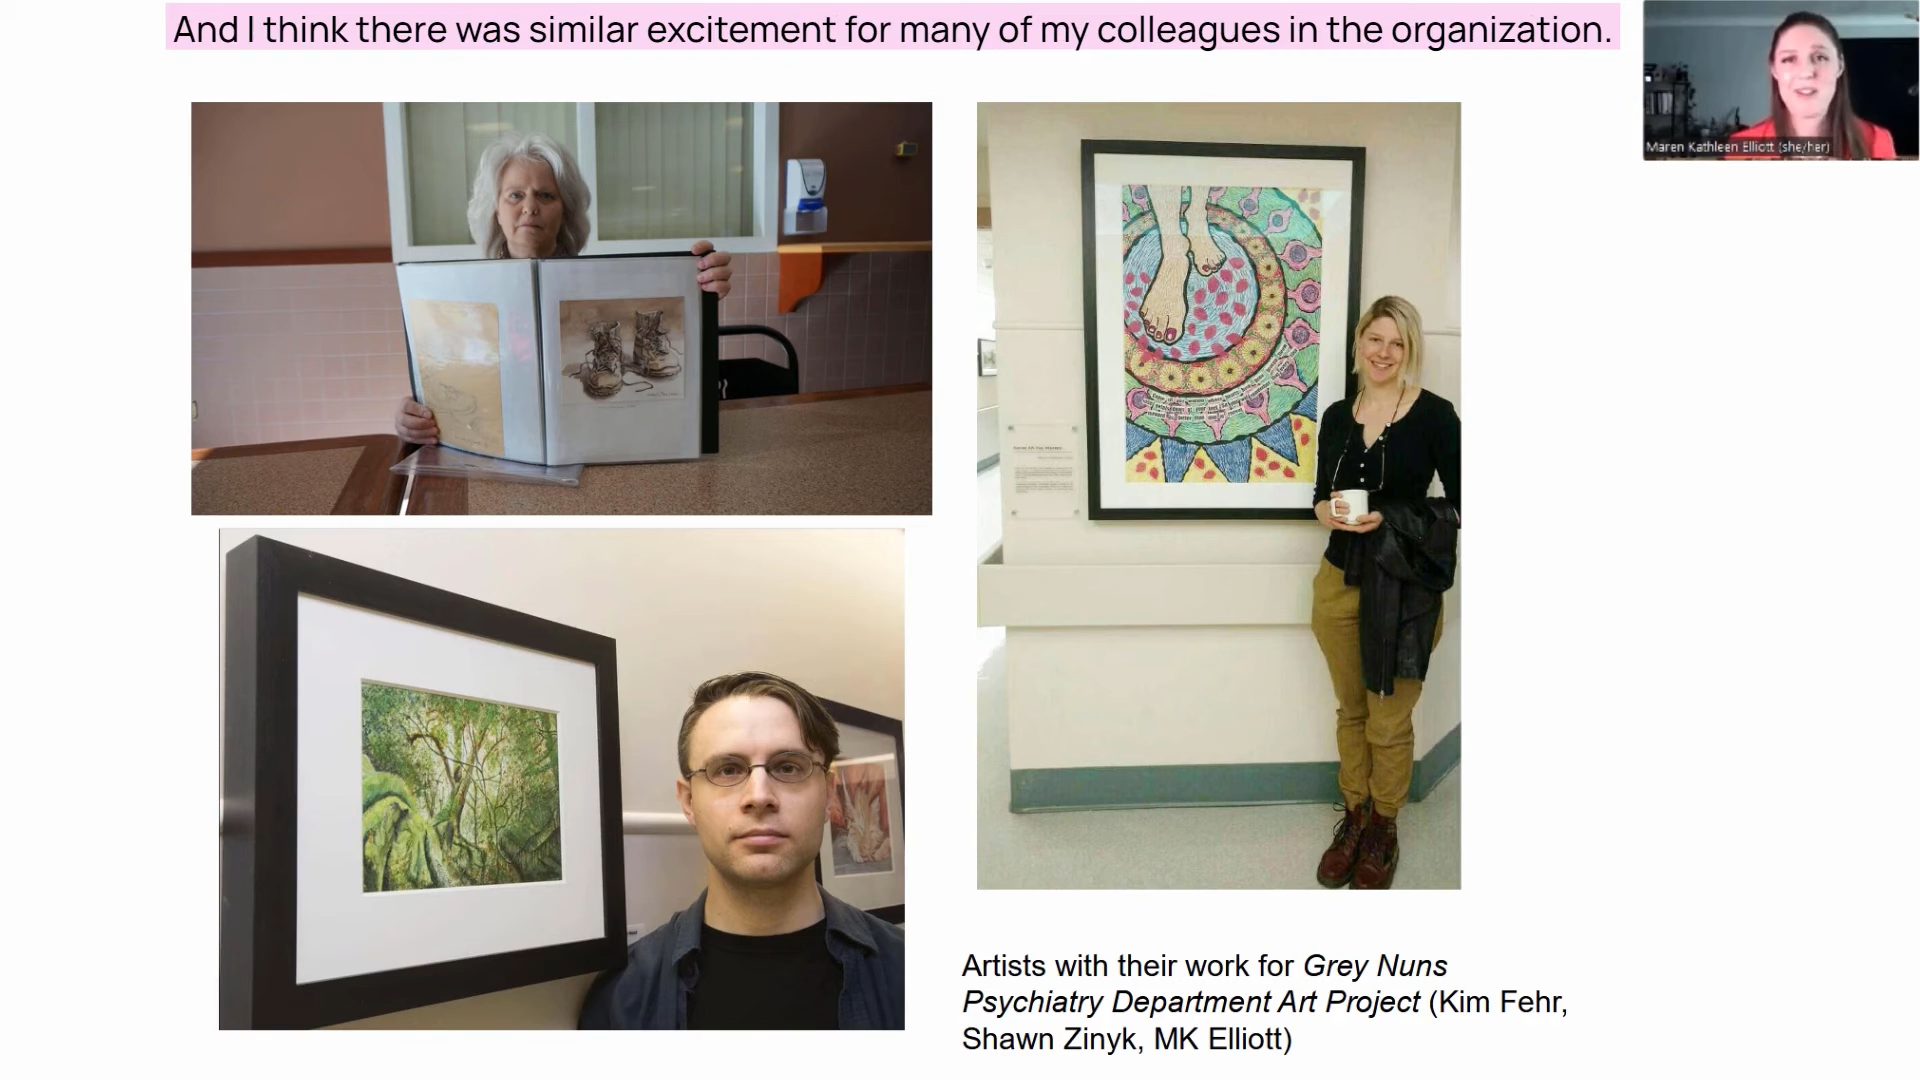 And I think there was similar excitement for many of my colleagues in the organization.
Maren Kathleen Elliott (she/her)
Artists with their work for Grey Nuns
Psychiatry Department Art Project (Kim Fehr,
Shawn Zinyk, MK Elliott)